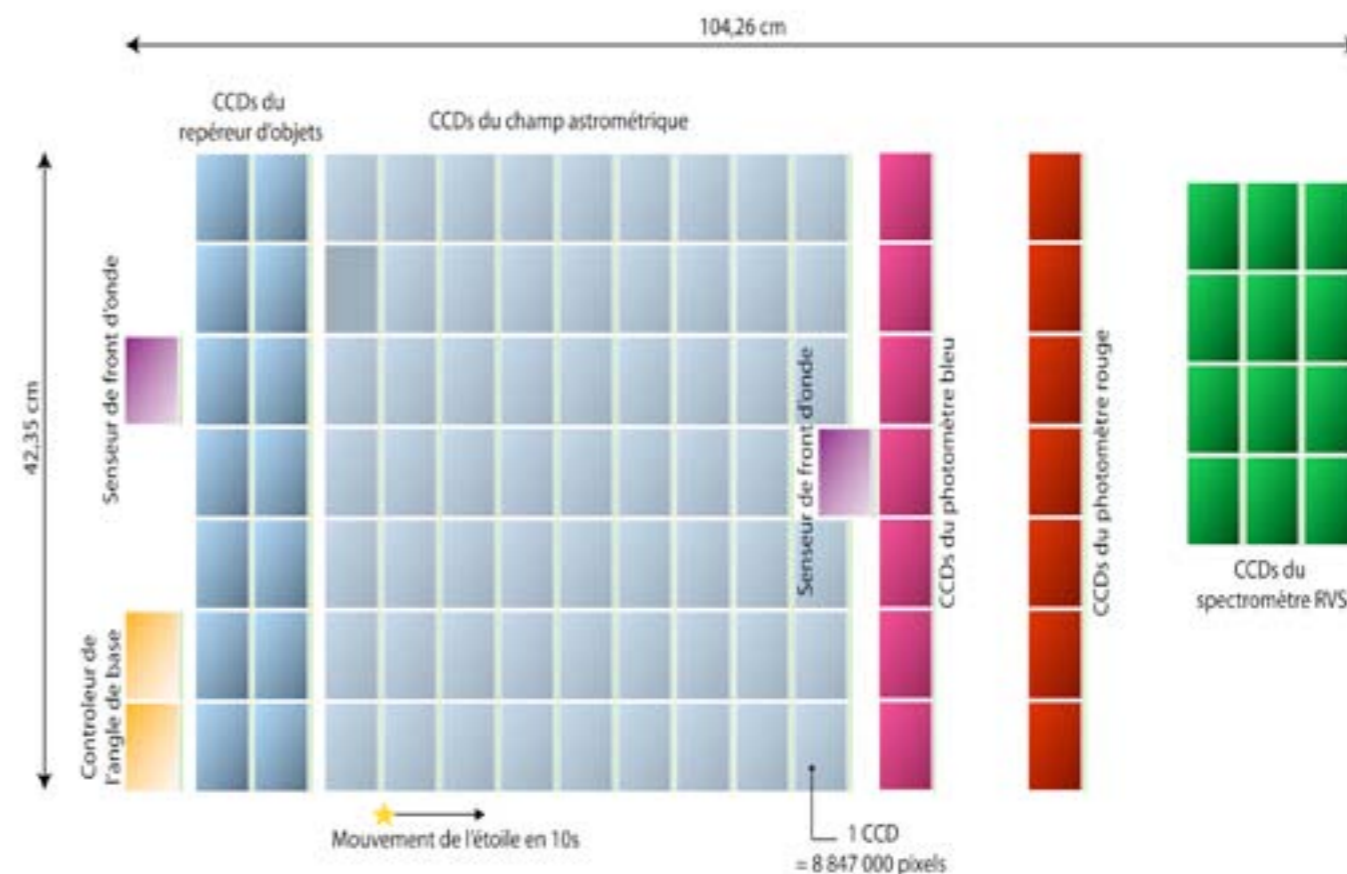 104,26 cm
CCDs du
repéreur d'objets
CCDs du champ astrométrique
42,35 cm
Senseur de front d'onde
Controleur de
l'angle de base
Senseur de front d'onde
CCDs du photomètre bleu
CCDs du photomètre rouge
CCDs du
spectromètre RVS
Mouvement de l'étoile en 10s
1 CCD
= 8 847 000 pixels